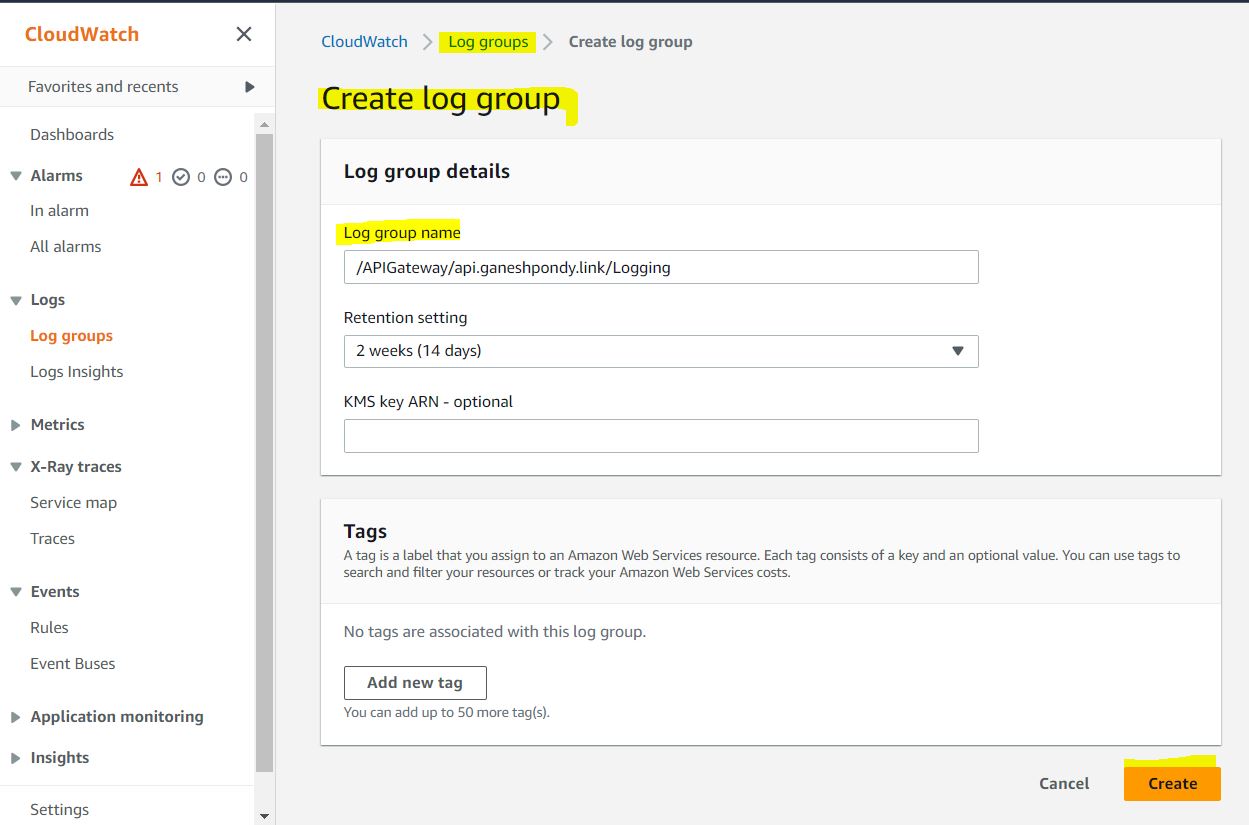 CloudWatch
Favorites and recents
Dashboards
Alarms 1 0 0
In alarm
All alarms
Logs
Log groups
Logs Insights
Metrics
X-Ray traces
Service map
Traces
Events
Rules
Event Buses
Application monitoring
Insights
Settings
CloudWatch Log groups Create log group
Create log group
Log group details
Log group name
/APIGateway/api.ganeshpondy.link/Logging
Retention setting
2 weeks (14 days)
KMS key ARN - optional
Tags
A tag is a label that you assign to an Amazon Web Services resource. Each tag consists of a key and an optional value. You can use tags to
search and filter your resources or track your Amazon Web Services costs.
No tags are associated with this log group.
Add new tag
You can add up to 50 more tag(s).
Cancel Create